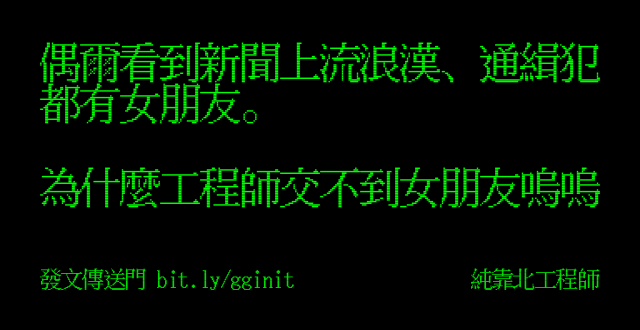 偶爾看到新聞上流浪漢、通緝犯
都有女朋友。
為什麼工程師交不到女朋友嗚嗚
發文傳送門 bit.ly/gginit
純靠北工程師